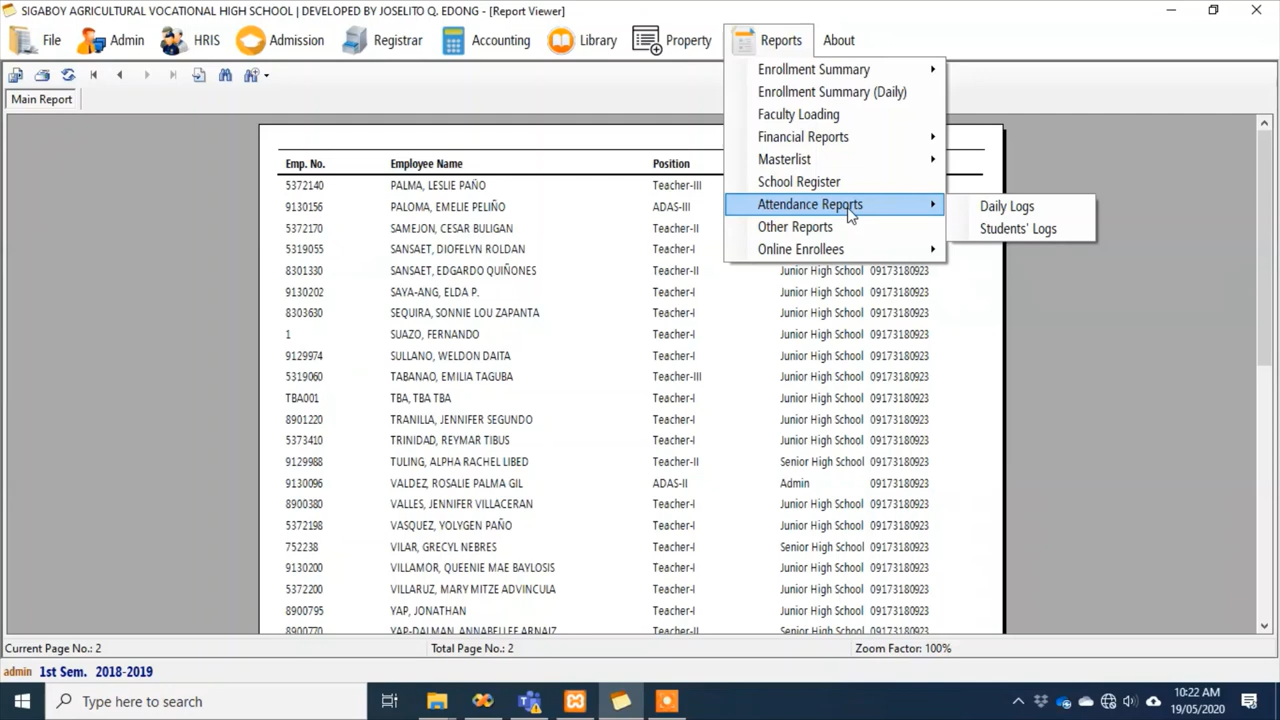 SIGABOY AGRICULTURAL VOCATIONAL HIGH SCHOOL | DEVELOPED BY JOSELITO Q. EDONG - [Report Viewer]
File Admin HRIS Admission Registrar Accounting Library Property Reports About
Main Report
Enrollment Summary
Enrollment Summary (Daily)
Faculty Loading
Financial Reports
Masterlist
School Register
Attendance Reports
Other Reports
Online Enrollees
Daily Logs
Students' Logs
Emp. No. Employee Name Position
5372140 PALMA, LESLIE PAÑO Teacher-III
9130156 PALOMA, EMELIE PELIÑO ADAS-III
5372170 SAMEJON, CESAR BULIGAN Teacher-II
5319055 SANSAET, DIOFELYN ROLDAN Teacher-I
8301330 SANSAET, EDGARDO QUIÑONES Teacher-II Junior High School 09173180923
9130202 SAYA-ANG, ELDA P. Teacher-I Junior High School 09173180923
8303630 SEQUIRA, SONNIE LOU ZAPANTA Teacher-I Junior High School 09173180923
1 SUAZO, FERNANDO Teacher-I Junior High School 09173180923
9129974 SULLANO, WELDON DAITA Teacher-I Junior High School 09173180923
5319060 TABANAO, EMILIA TAGUBA Teacher-III Junior High School 09173180923
TBA001 TBA, TBA TBA Teacher-I Junior High School 09173180923
8901220 TRANILLA, JENNIFER SEGUNDO Teacher-I Junior High School 09173180923
5373410 TRINIDAD, REYMAR TIBUS Teacher-I Junior High School 09173180923
9129988 TULING, ALPHA RACHEL LIBED Teacher-II Senior High School 09173180923
9130096 VALDEZ, ROSALIE PALMA GIL ADAS-II Admin 09173180923
8900380 VALLES, JENNIFER VILLACERAN Teacher-I Junior High School 09173180923
5372198 VASQUEZ, YOLYGEN PAÑO Teacher-I Junior High School 09173180923
752238 VILAR, GRECYL NEBRES Teacher-I Senior High School 09173180923
9130200 VILLAMOR, QUEENIE MAE BAYLOSIS Teacher-I Junior High School 09173180923
5372200 VILLARUZ, MARY MITZE ADVINCULA Teacher-I Junior High School 09173180923
8900795 YAP, JONATHAN Teacher-I Junior High School 09173180923
8900770 YAP-DALMAN, ANNABELLEE ARNAIZ Teacher-II Senior High School 09173180923
Current Page No.: 2 Total Page No.: 2 Zoom Factor: 100%
admin 1st Sem. 2018-2019
Type here to search
10:22 AM
19/05/2020